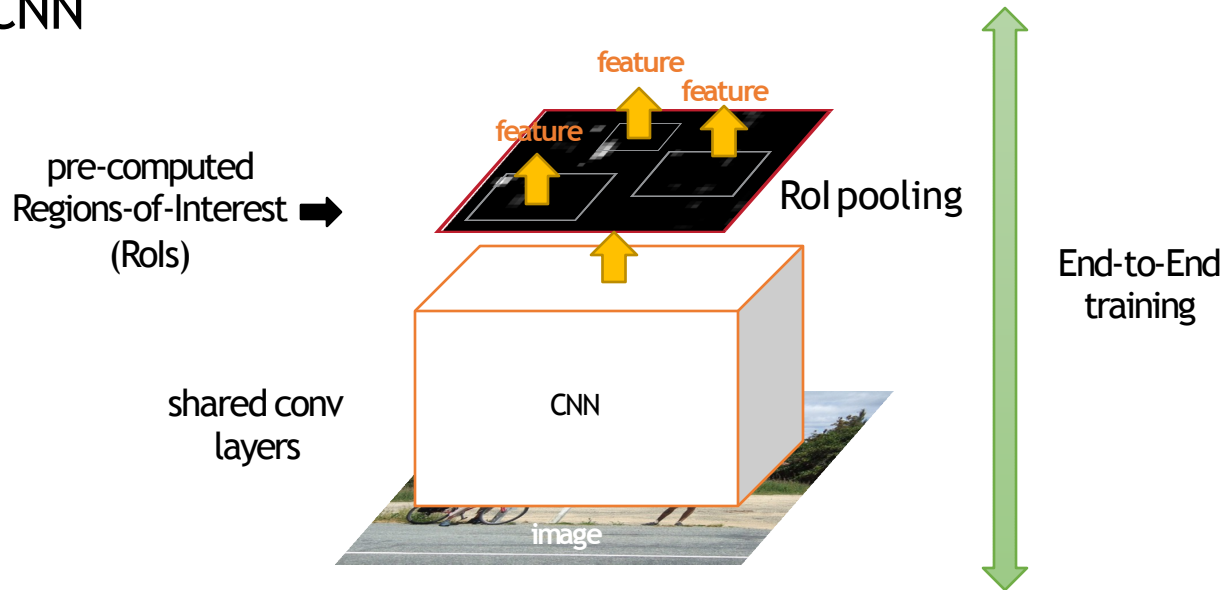 CNN
feature
feature
feature
pre-computed
Regions-of-Interest
(RoIs)
RoI pooling
End-to-End
training
shared conv
layers
CNN
image